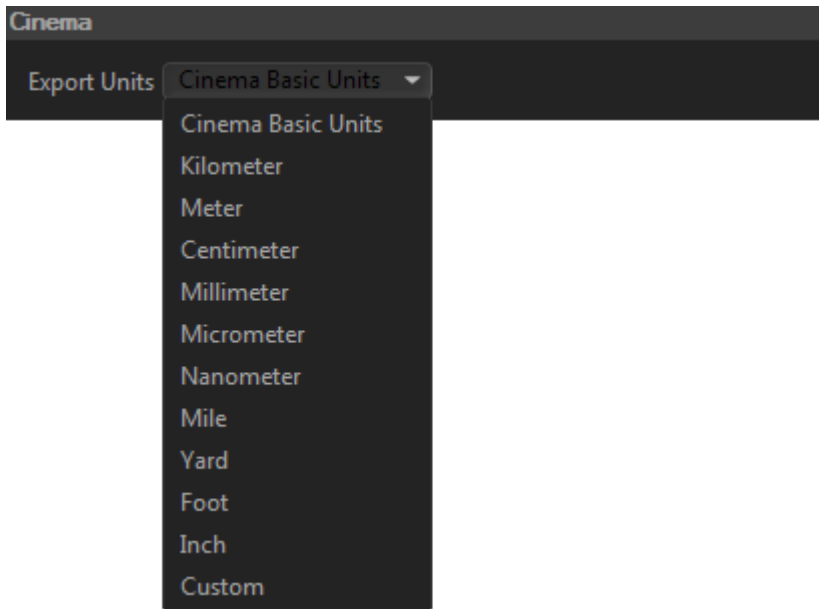 Cinema
Export Units Cinema Basic Units
Cinema Basic Units
Kilometer
Meter
Centimeter
Millimeter
Micrometer
Nanometer
Mile
Yard
Foot
Inch
Custom